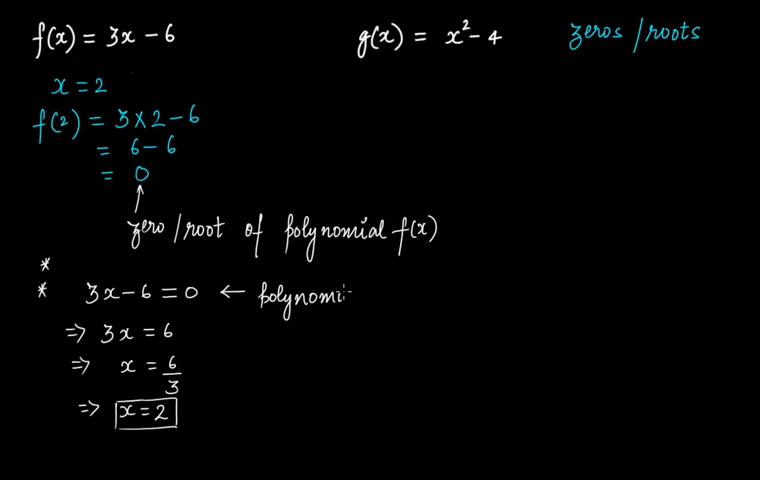 f(x) = 3x - 6
g(x) = x² - 4
zeros/roots
x = 2
f(2) = 3 × 2 - 6
= 6 - 6
= 0
↑
zero/root of polynomial f(x)
*
* 3x - 6 = 0 ← polynomi
⇒ 3x = 6
⇒ x = 6/3
⇒ x = 2